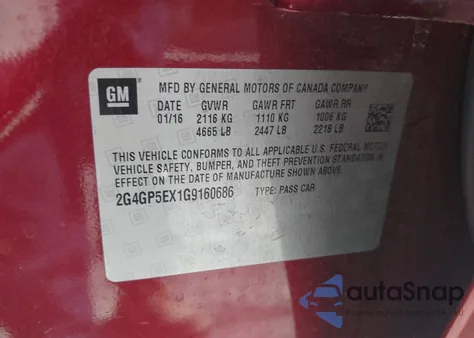 GM
MFD BY GENERAL MOTORS OF CANADA COMPANY
DATE GVWR GAWR FRT GAWR RR
01/16 2116 KG 1110 KG 1006 KG
4665 LB 2447 LB 2218 LB
THIS VEHICLE CONFORMS TO ALL APPLICABLE U.S. FEDERAL MOTOR
VEHICLE SAFETY, BUMPER, AND THEFT PREVENTION STANDARDS IN
EFFECT ON THE DATE OF MANUFACTURE SHOWN ABOVE.
2G4GP5EX1G9160686 TYPE: PASS CAR
autoSnap